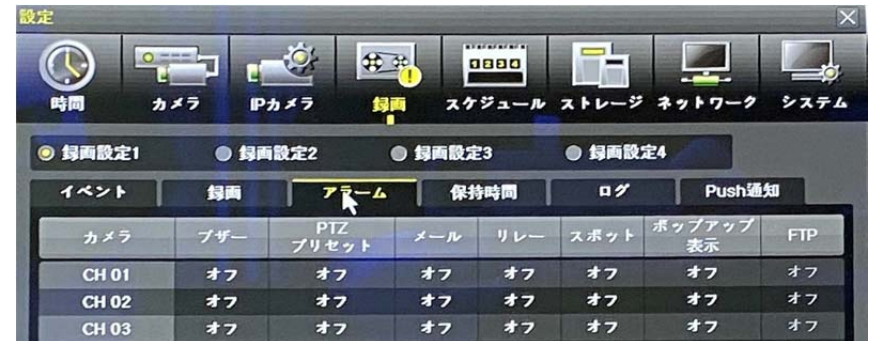 設定
時間 カメラ IPカメラ 録画 スケジュール ストレージ ネットワーク システム
1234
録画設定1 録画設定2 録画設定3 録画設定4
イベント 録画 アラーム 保持時間 ログ Push通知
カメラ ブザー PTZ プリセット メール リレー スポット ポップアップ 表示 FTP
CH 01 オフ オフ オフ オフ オフ オフ オフ
CH 02 オフ オフ オフ オフ オフ オフ オフ
CH 03 オフ オフ オフ オフ オフ オフ オフ